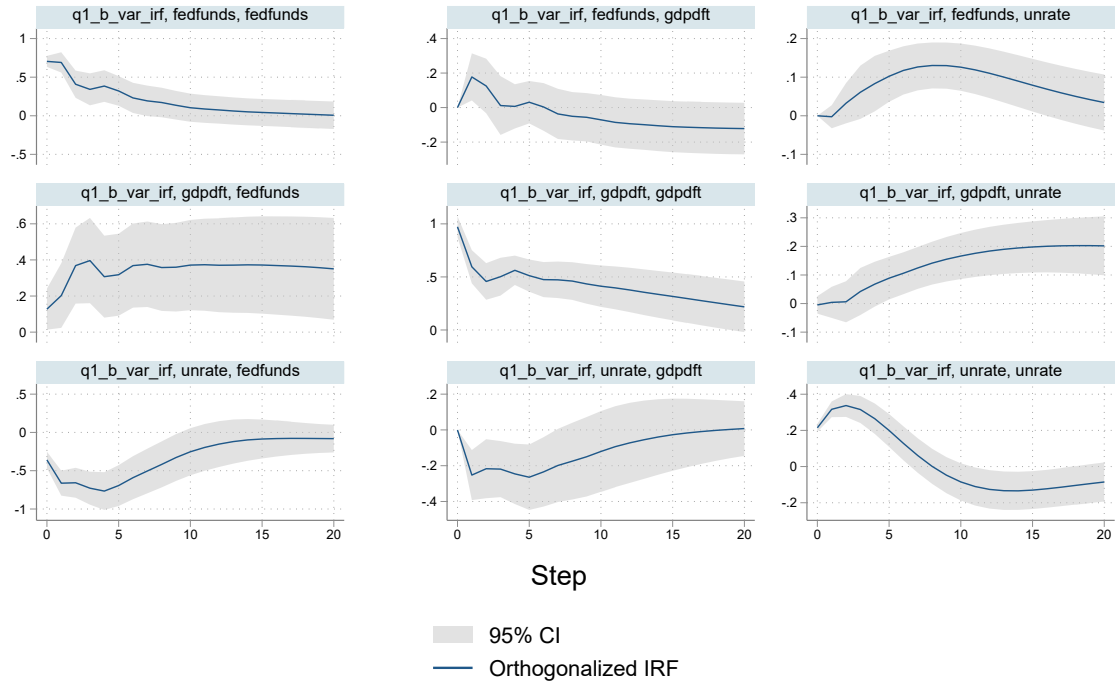 q1_b_var_irf, fedfunds, fedfunds
q1_b_var_irf, fedfunds, gdpdft
q1_b_var_irf, fedfunds, unrate
1
.5
0
-.5
.4
.2
0
-.2
.2
.1
0
-.1
q1_b_var_irf, gdpdft, fedfunds
q1_b_var_irf, gdpdft, gdpdft
q1_b_var_irf, gdpdft, unrate
.6
.4
.2
0
1
.5
0
.3
.2
.1
0
-.1
q1_b_var_irf, unrate, fedfunds
q1_b_var_irf, unrate, gdpdft
q1_b_var_irf, unrate, unrate
.5
0
-.5
-1
.2
0
-.2
-.4
.4
.2
0
-.2
0 5 10 15 20
0 5 10 15 20
0 5 10 15 20
Step
95% CI
Orthogonalized IRF